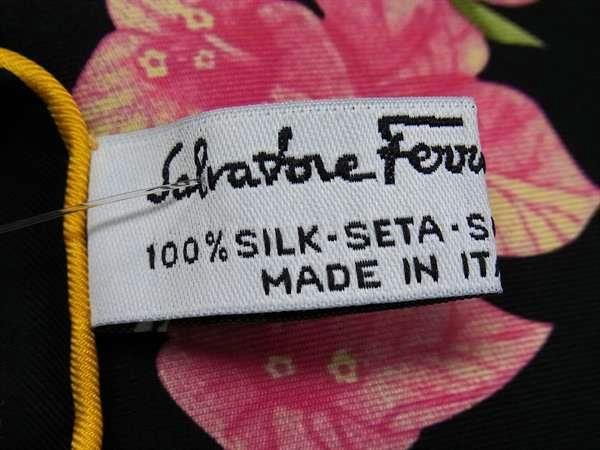 Salvatore Ferr
100% SILK-SETA-S
MADE IN ITA